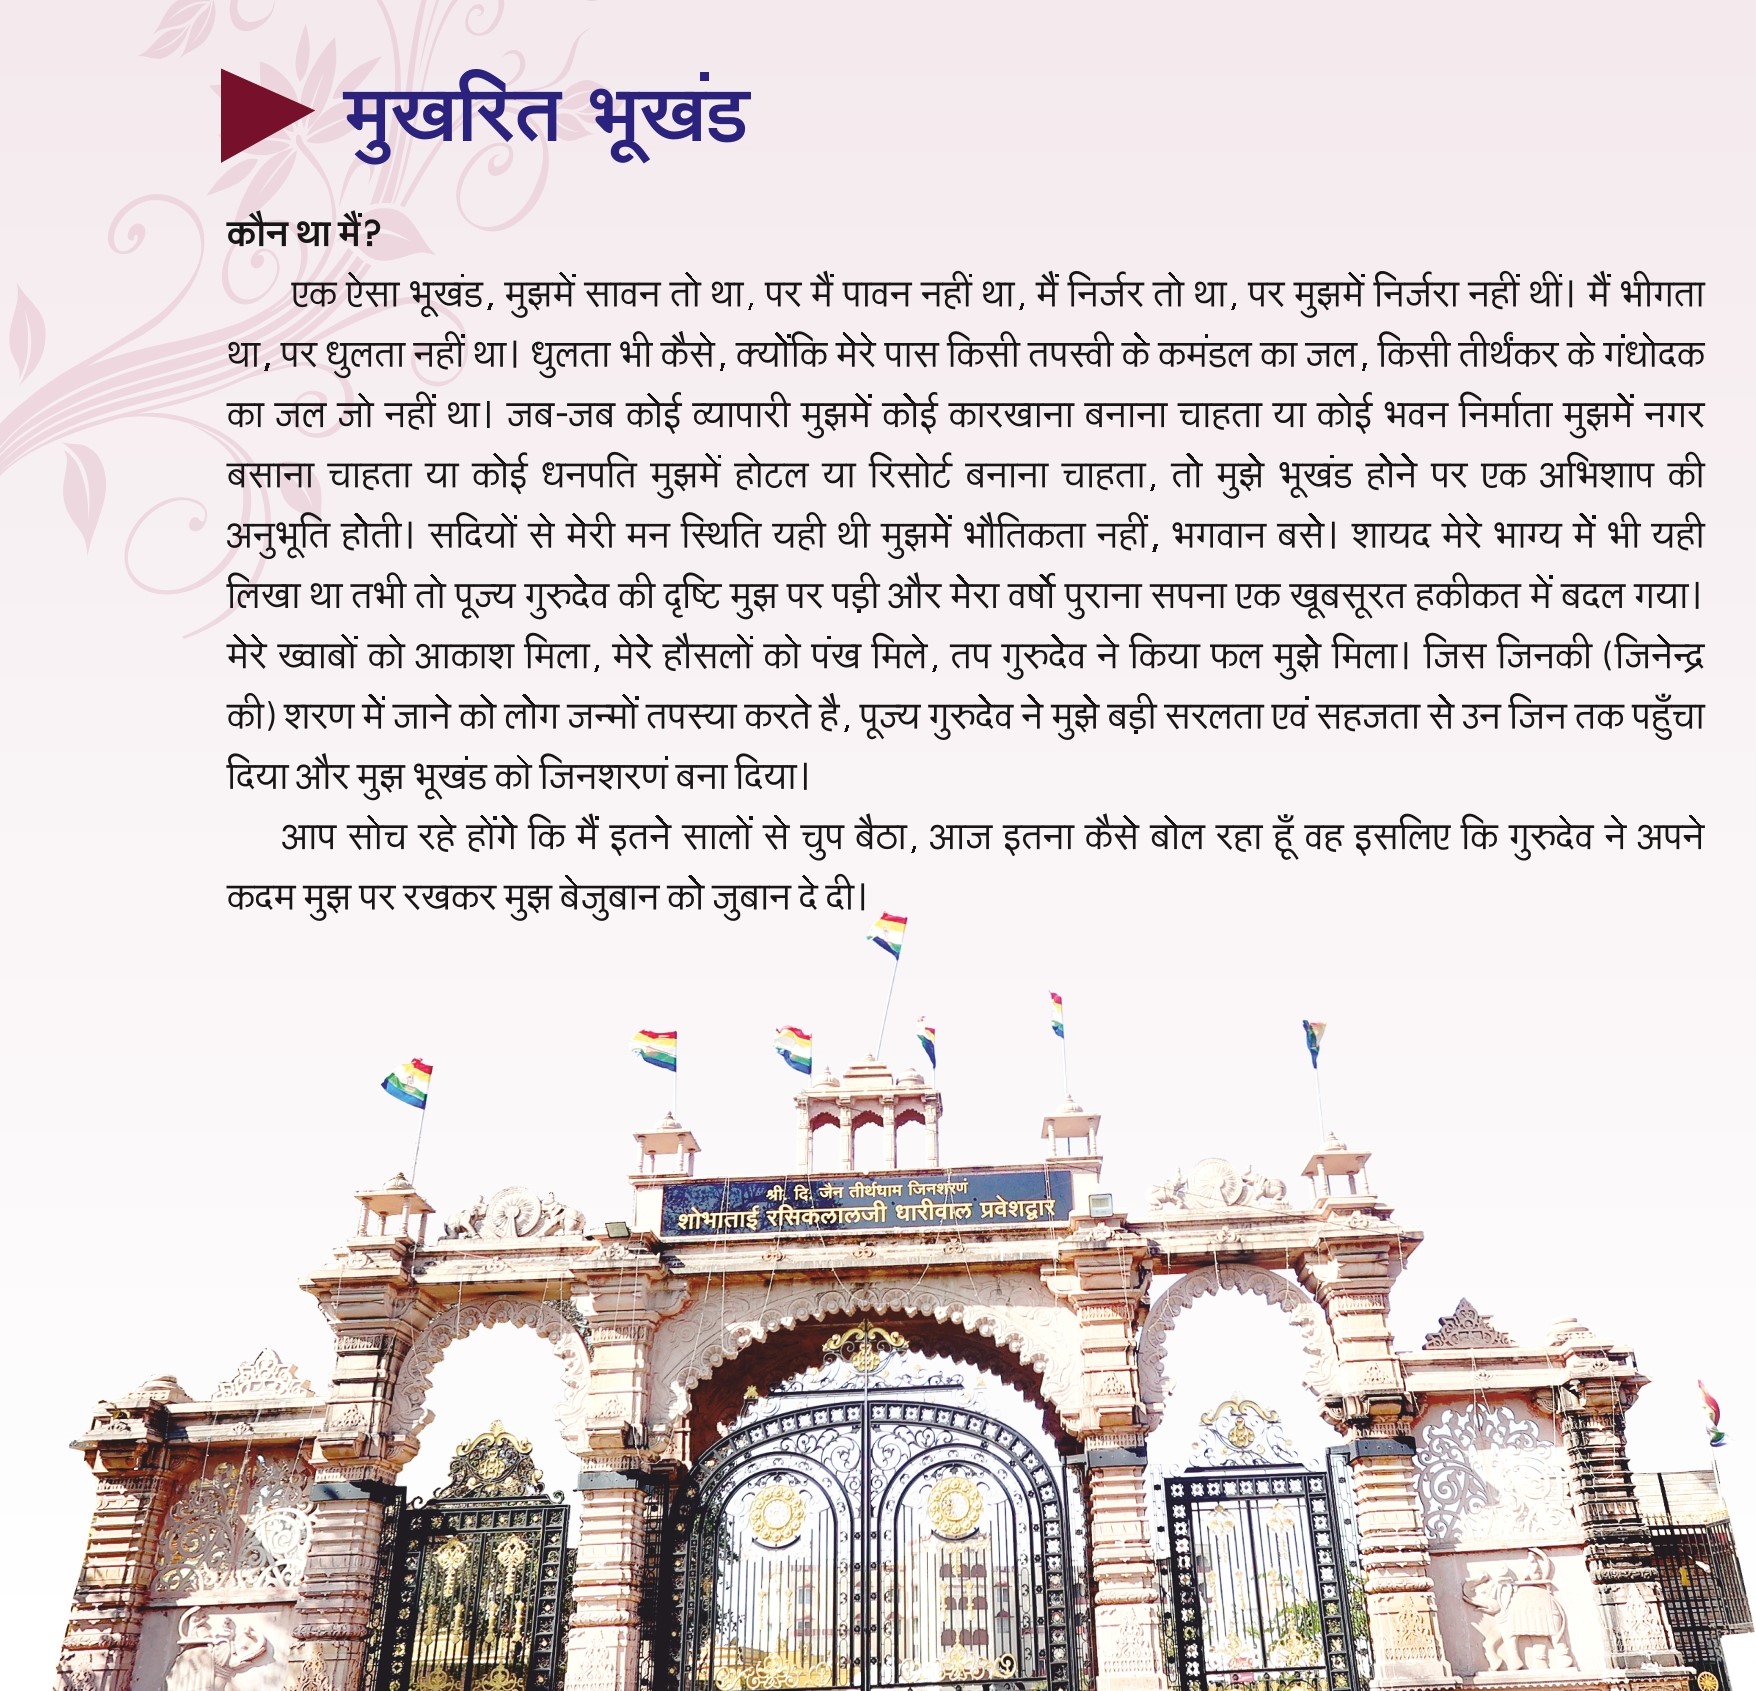 मुखरित भूखंड
कौन था मैं?
एक ऐसा भूखंड, मुझमें सावन तो था, पर मैं पावन नहीं था, मैं निर्जर तो था, पर मुझमें निर्जरा नहीं थीं। मैं भीगता
था, पर धुलता नहीं था। धुलता भी कैसे, क्योंकि मेरे पास किसी तपस्वी के कमंडल का जल, किसी तीर्थंकर के गंधोदक
का जल जो नहीं था। जब-जब कोई व्यापारी मुझमें कोई कारखाना बनाना चाहता या कोई भवन निर्माता मुझमें नगर
बसाना चाहता या कोई धनपति मुझमें होटल या रिसोर्ट बनाना चाहता, तो मुझे भूखंड होने पर एक अभिशाप की
अनुभूति होती। सदियों से मेरी मन स्थिति यही थी मुझमें भौतिकता नहीं, भगवान बसे। शायद मेरे भाग्य में भी यही
लिखा था तभी तो पूज्य गुरुदेव की दृष्टि मुझ पर पड़ी और मेरा वर्षो पुराना सपना एक खूबसूरत हकीकत में बदल गया।
मेरे ख्वाबों को आकाश मिला, मेरे हौसलों को पंख मिले, तप गुरुदेव ने किया फल मुझे मिला। जिस जिनकी (जिनेन्द्र
की) शरण में जाने को लोग जन्मों तपस्या करते है, पूज्य गुरुदेव ने मुझे बड़ी सरलता एवं सहजता से उन जिन तक पहुँचा
दिया और मुझ भूखंड को जिनशरणं बना दिया।
आप सोच रहे होंगे कि मैं इतने सालों से चुप बैठा, आज इतना कैसे बोल रहा हूँ वह इसलिए कि गुरुदेव ने अपने
कदम मुझ पर रखकर मुझ बेजुबान को जुबान दे दी।
श्री. दि. जैन तीर्थधाम जिनशरणं
शोभाताई रसिकलालजी धारीवाल प्रवेशद्वार